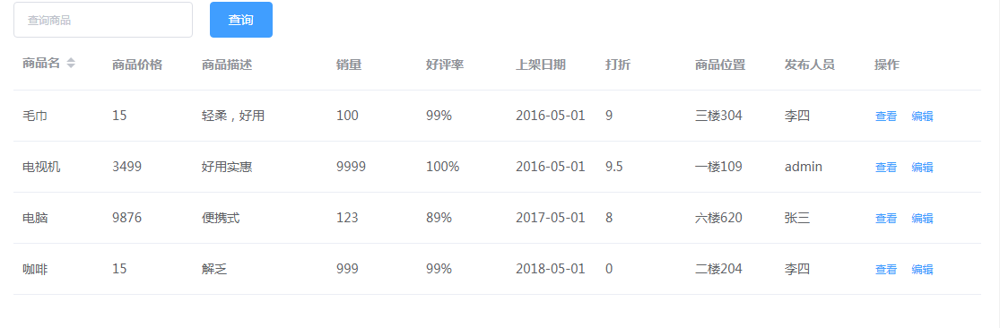 查询商品 查询
商品名 商品价格 商品描述 销量 好评率 上架日期 打折 商品位置 发布人员 操作
毛巾 15 轻柔，好用 100 99% 2016-05-01 9 三楼304 李四 查看 编辑
电视机 3499 好用实惠 9999 100% 2016-05-01 9.5 一楼109 admin 查看 编辑
电脑 9876 便携式 123 89% 2017-05-01 8 六楼620 张三 查看 编辑
咖啡 15 解乏 999 99% 2018-05-01 0 二楼204 李四 查看 编辑